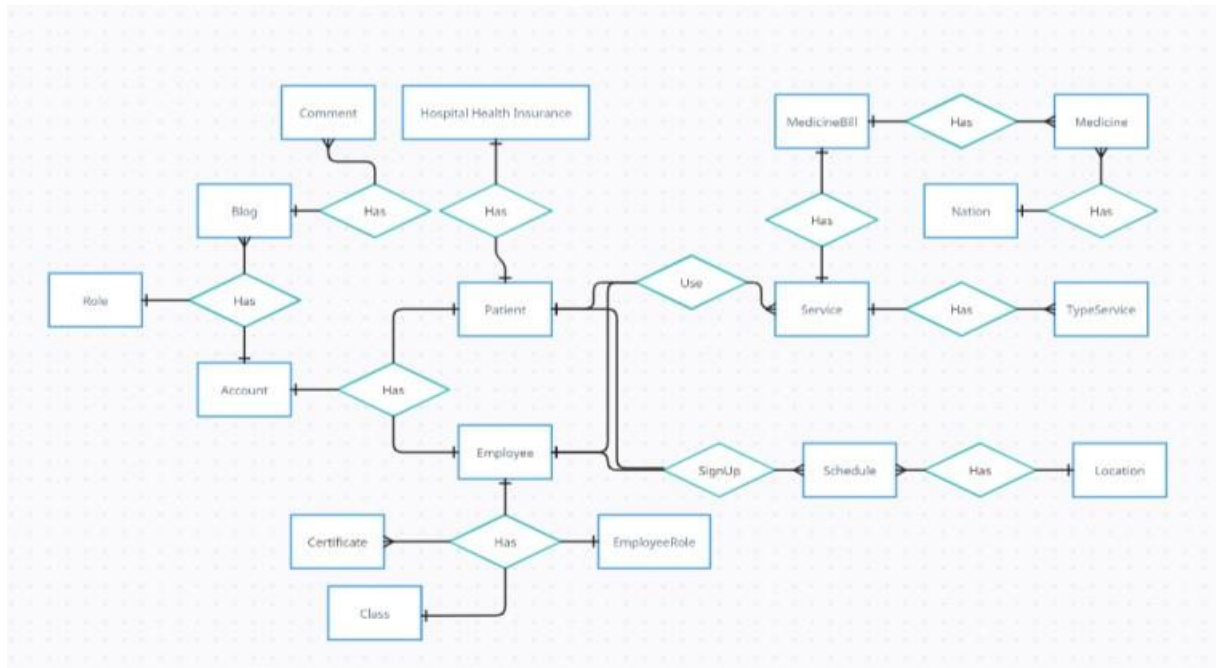 Comment
Hospital Health Insurance
MedicineBill
Has
Medicine
Blog
Has
Has
Has
Nation
Has
Role
Has
Patient
Use
Service
Has
TypeService
Account
Has
Employee
SignUp
Schedule
Has
Location
Certificate
Has
EmployeeRole
Class